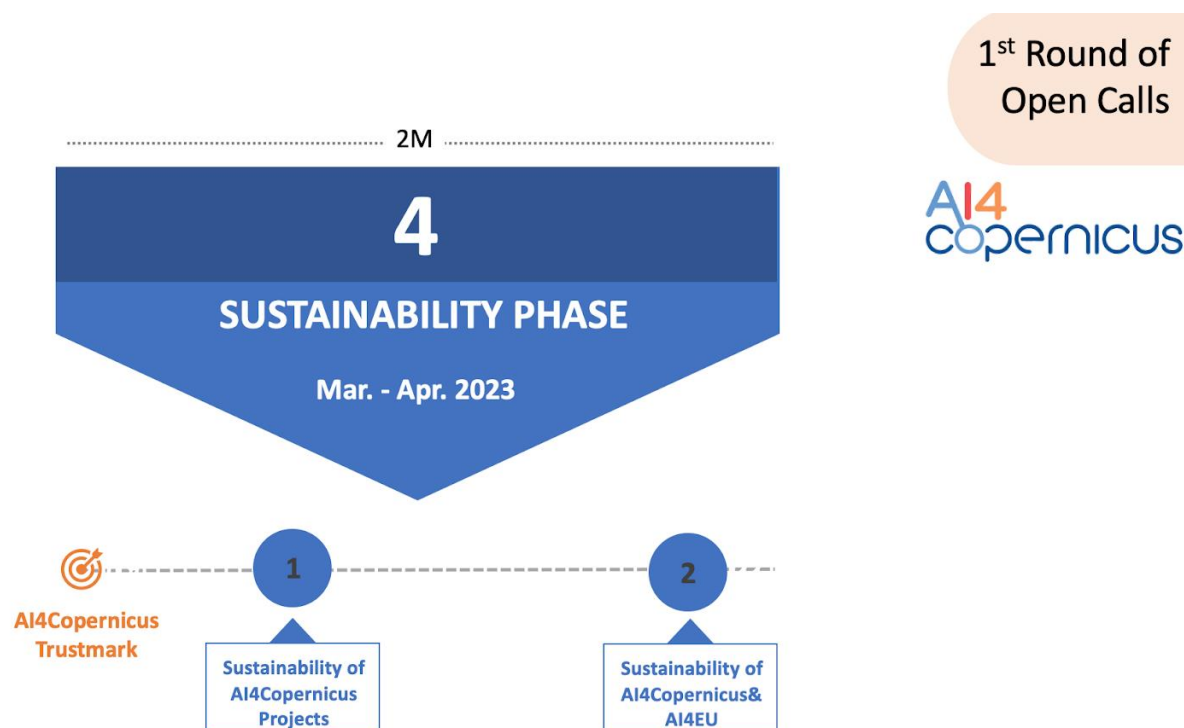 1st Round of
Open Calls
AI4
copernicus
2M
4
SUSTAINABILITY PHASE
Mar. - Apr. 2023
1
2
AI4Copernicus
Trustmark
Sustainability of
AI4Copernicus
Projects
Sustainability of
AI4Copernicus&
AI4EU